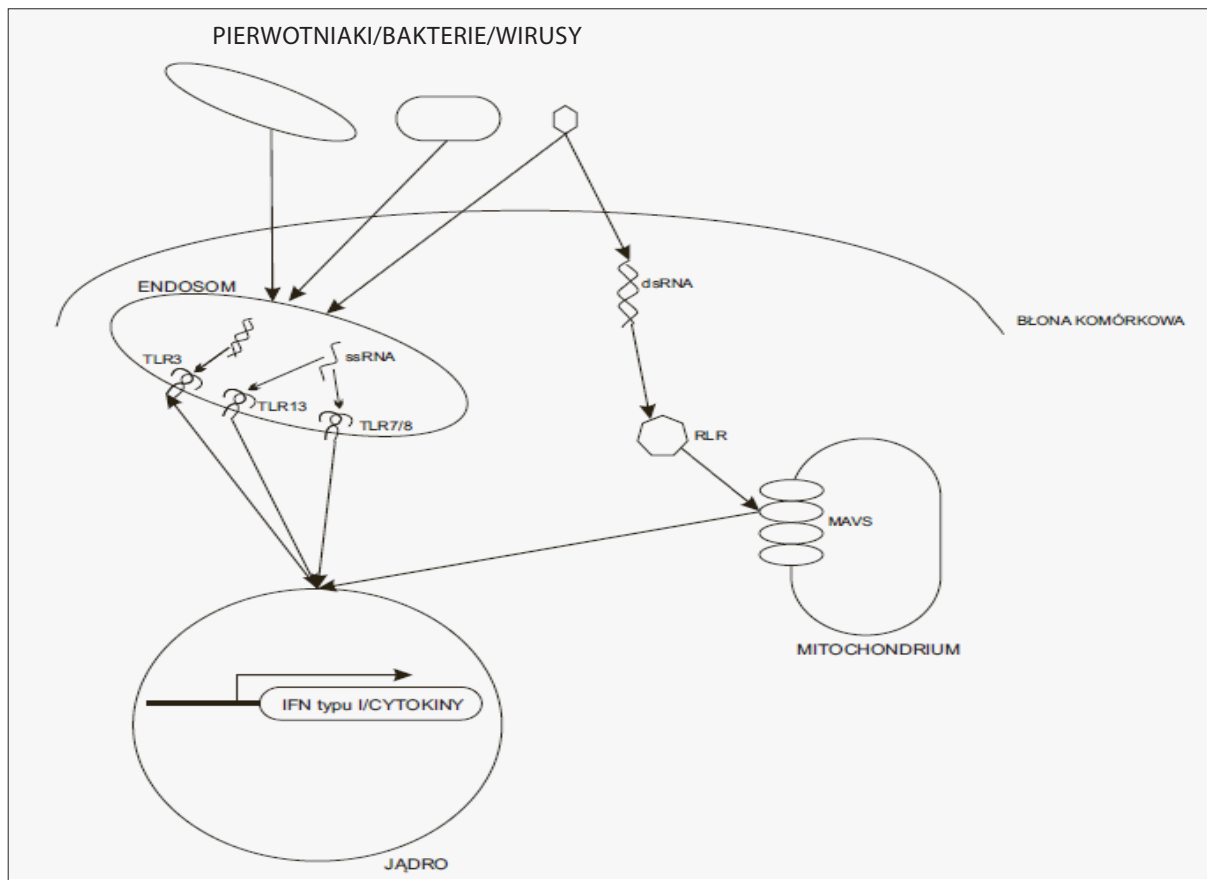 PIERWOTNIAKI/BAKTERIE/WIRUSY
ENDOSOM
dsRNA
BŁONA KOMÓRKOWA
TLR3
ssRNA
TLR13
TLR7/8
RLR
MAVS
MITOCHONDRIUM
IFN typu I/CYTOKINY
JĄDRO